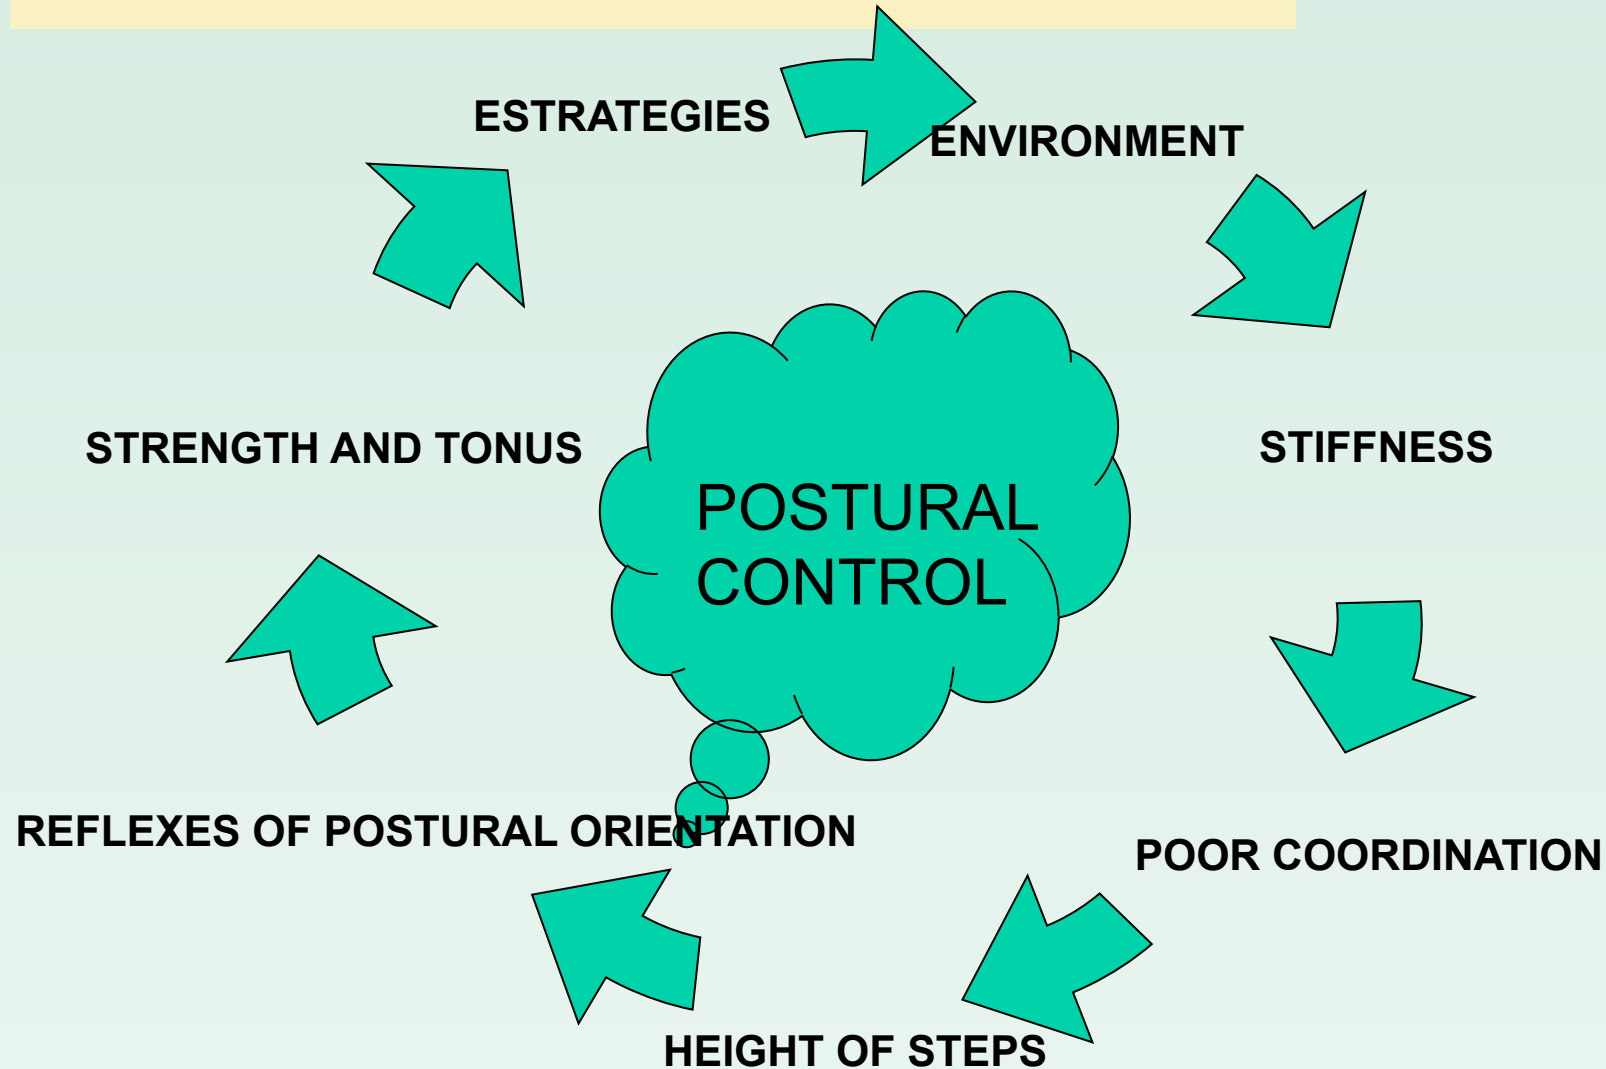 ESTRATEGIES
ENVIRONMENT
STRENGTH AND TONUS
STIFFNESS
POSTURAL
CONTROL
REFLEXES OF POSTURAL ORIENTATION
POOR COORDINATION
HEIGHT OF STEPS